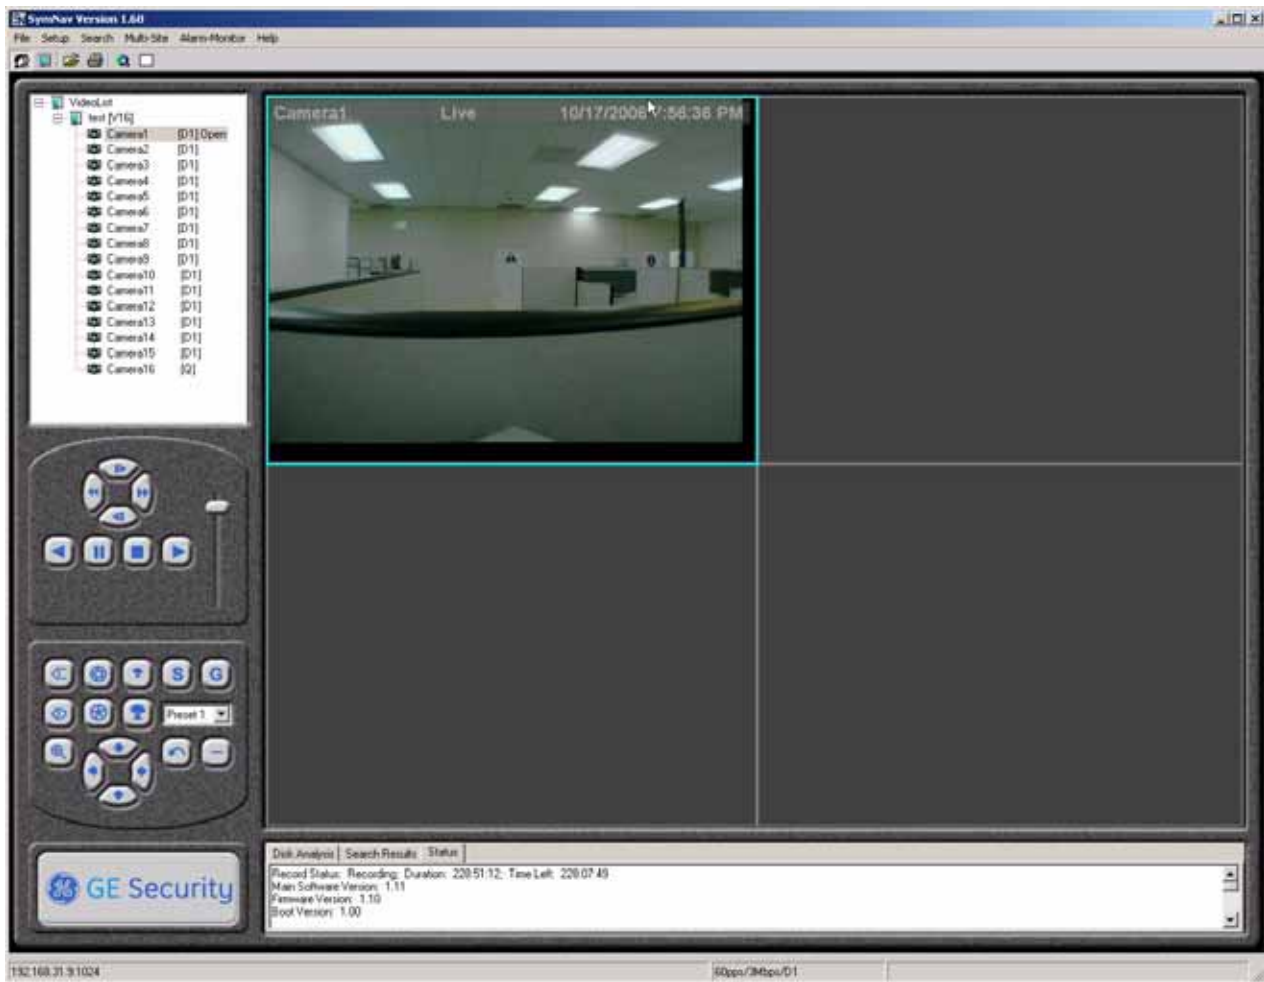 SymNav Version 1.60
File Setup Search Multi-Site Alarm-Monitor Help
VideoList
test [V16]
Camera1 [D1] Open
Camera2 [D1]
Camera3 [D1]
Camera4 [D1]
Camera5 [D1]
Camera6 [D1]
Camera7 [D1]
Camera8 [D1]
Camera9 [D1]
Camera10 [D1]
Camera11 [D1]
Camera12 [D1]
Camera13 [D1]
Camera14 [D1]
Camera15 [D1]
Camera16 [Q]
Camera1 Live 10/17/2006 :56:36 PM
S G
Preset 1
GE Security
Disk Analysis Search Results Status
Record Status: Recording; Duration: 228:51:12; Time Left: 228:07:49
Main Software Version: 1.11
Firmware Version: 1.10
Boot Version: 1.00
192.168.31.9:1024
60pps/3Mbps/D1